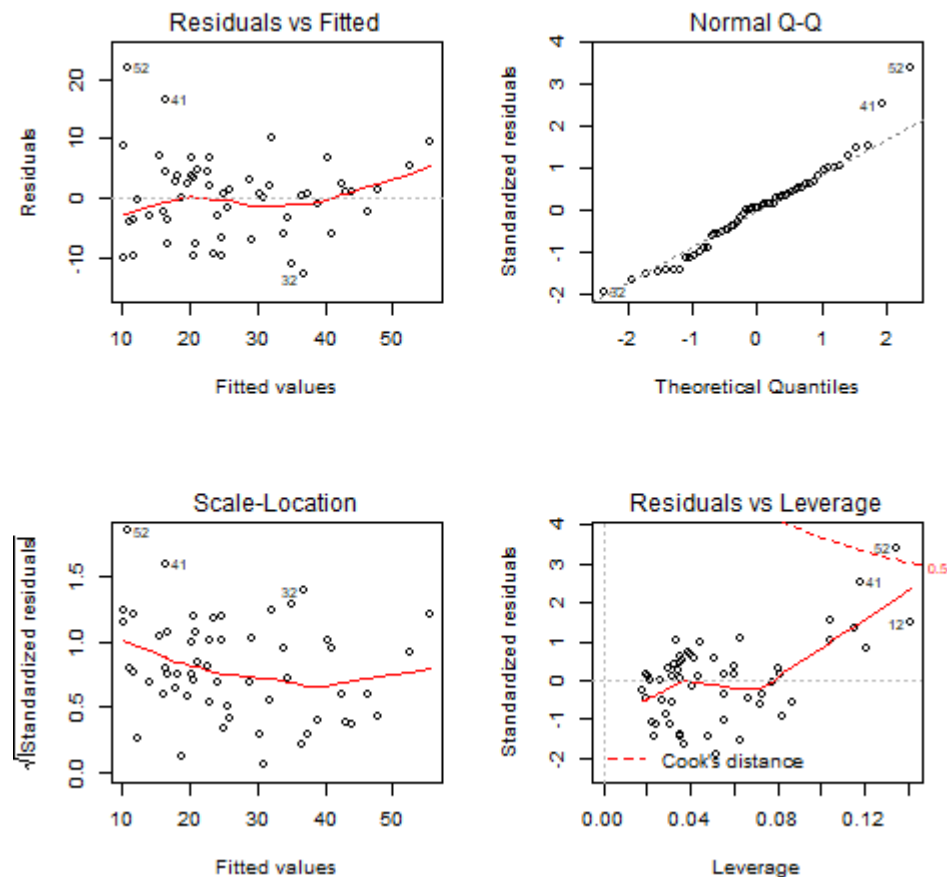 Residuals vs Fitted
Residuals
20
10
0
-10
52
41
32
10 20 30 40 50
Fitted values
Normal Q-Q
Standardized residuals
4
3
2
1
0
-1
-2
52
41
32
-2 -1 0 1 2
Theoretical Quantiles
Scale-Location
√|Standardized residuals|
1.5
1.0
0.5
0.0
52
41
32
10 20 30 40 50
Fitted values
Residuals vs Leverage
Standardized residuals
4
3
2
1
0
-1
-2
52
0.5
41
12
Cook's distance
0.00 0.04 0.08 0.12
Leverage